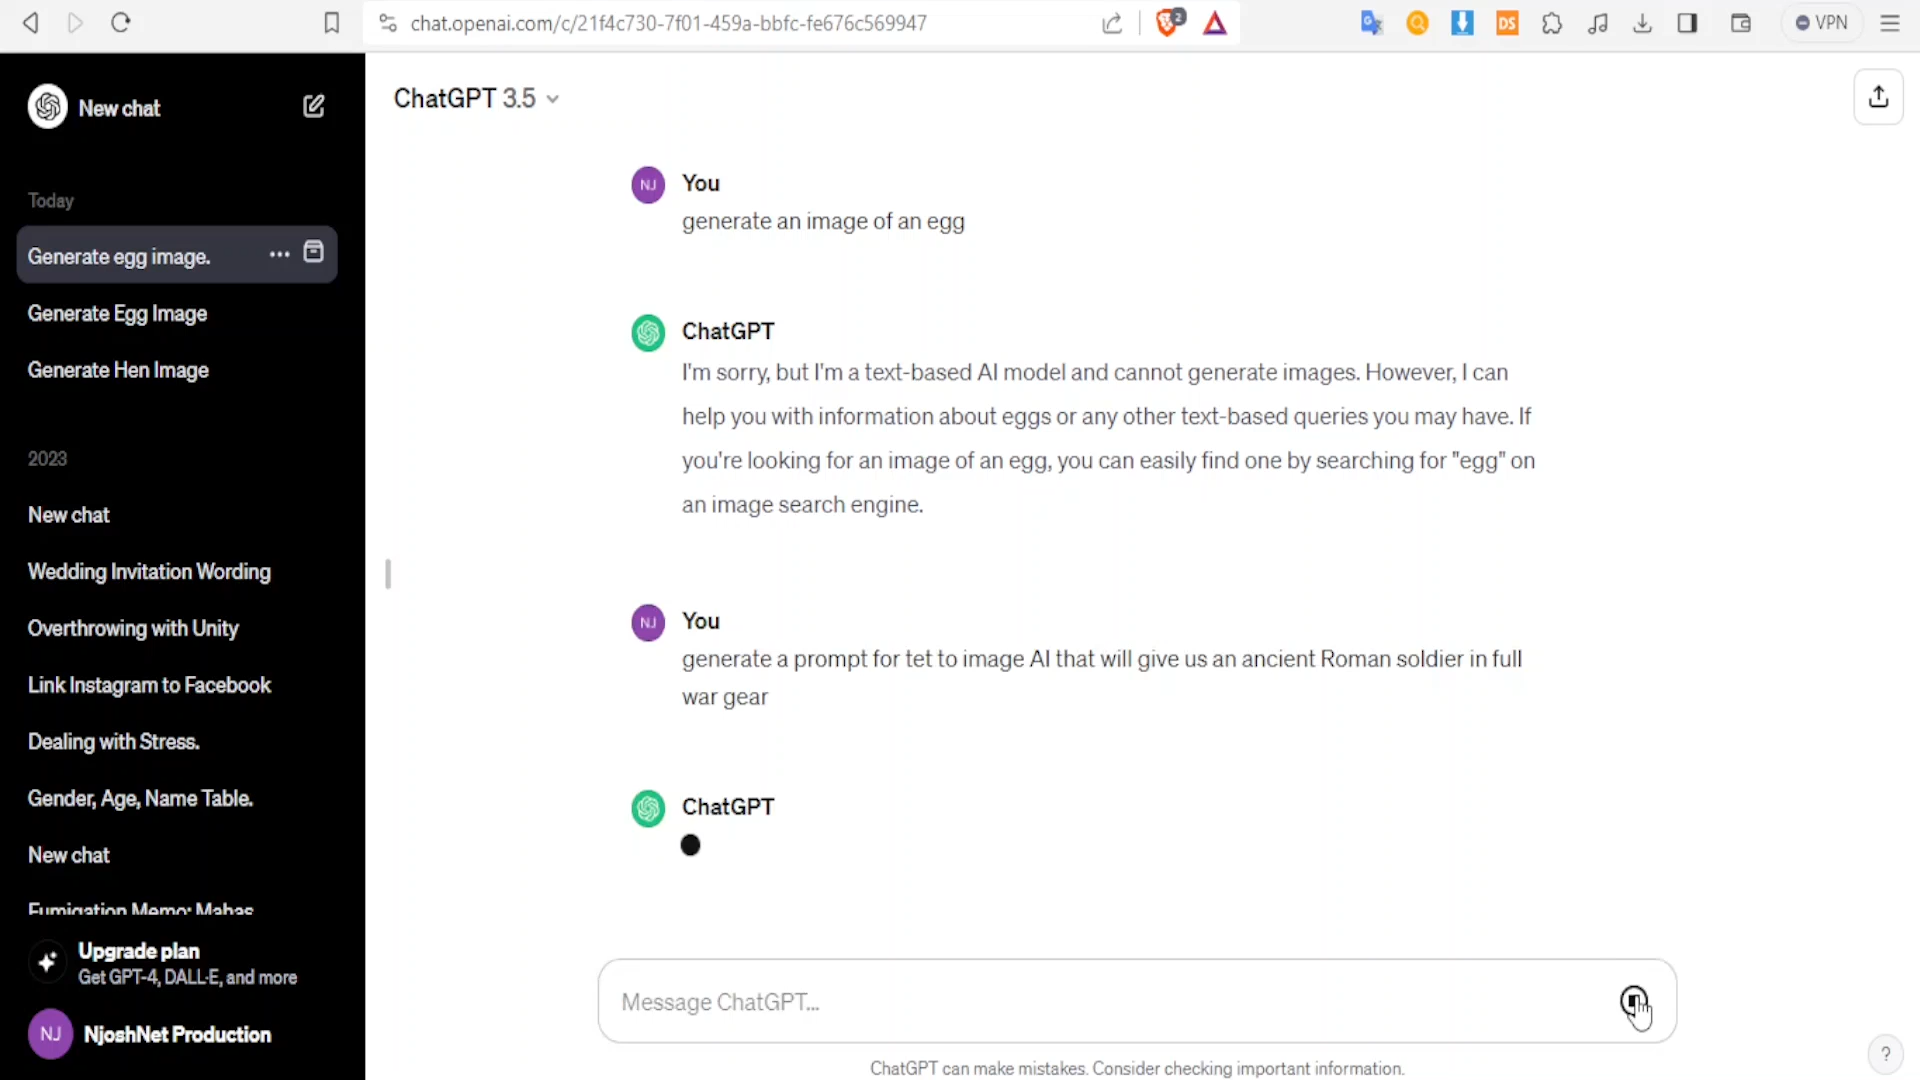 chat.openai.com/c/21f4c730-7f01-459a-bbfc-fe676c569947
2
DS
VPN
New chat
ChatGPT 3.5
Today
Generate egg image.
Generate Egg Image
Generate Hen Image
2023
New chat
Wedding Invitation Wording
Overthrowing with Unity
Link Instagram to Facebook
Dealing with Stress.
Gender, Age, Name Table.
New chat
Fumigation Memo: Mabas
Upgrade plan
Get GPT-4, DALL·E, and more
NJ
NjoshNet Production
NJ
You
generate an image of an egg
ChatGPT
I'm sorry, but I'm a text-based AI model and cannot generate images. However, I can
help you with information about eggs or any other text-based queries you may have. If
you're looking for an image of an egg, you can easily find one by searching for "egg" on
an image search engine.
NJ
You
generate a prompt for tet to image AI that will give us an ancient Roman soldier in full
war gear
ChatGPT
Message ChatGPT...
ChatGPT can make mistakes. Consider checking important information.
?